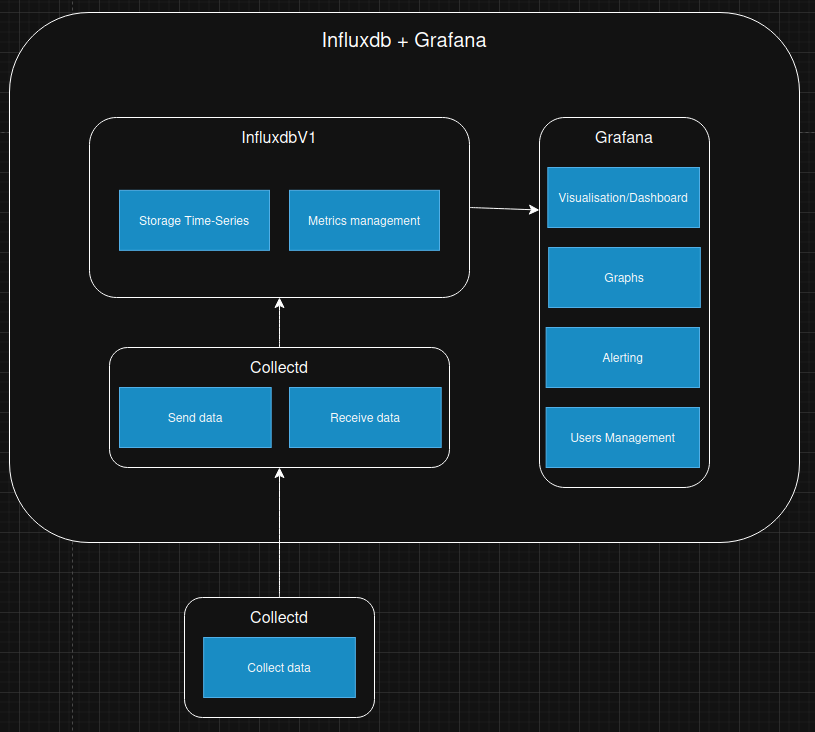 Influxdb + Grafana
InfluxdbV1
Storage Time-Series
Metrics management
Grafana
Visualisation/Dashboard
Graphs
Alerting
Users Management
Collectd
Send data
Receive data
Collectd
Collect data